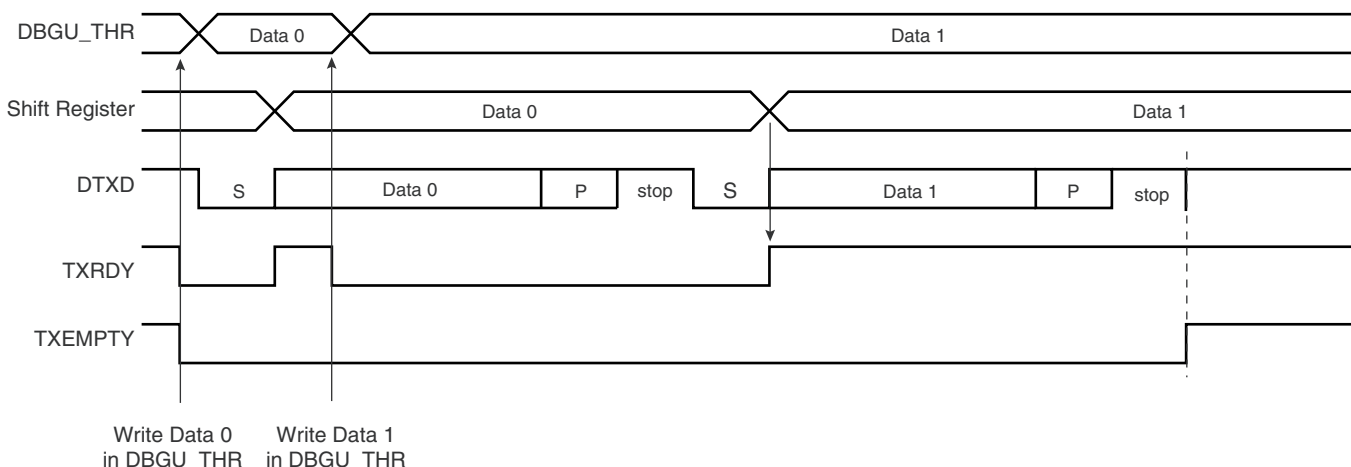 DBGU_THR
Data 0
Data 1
Shift Register
Data 0
Data 1
DTXD
S
Data 0
P
stop
S
Data 1
P
stop
TXRDY
TXEMPTY
Write Data 0
in DBGU_THR
Write Data 1
in DBGU_THR